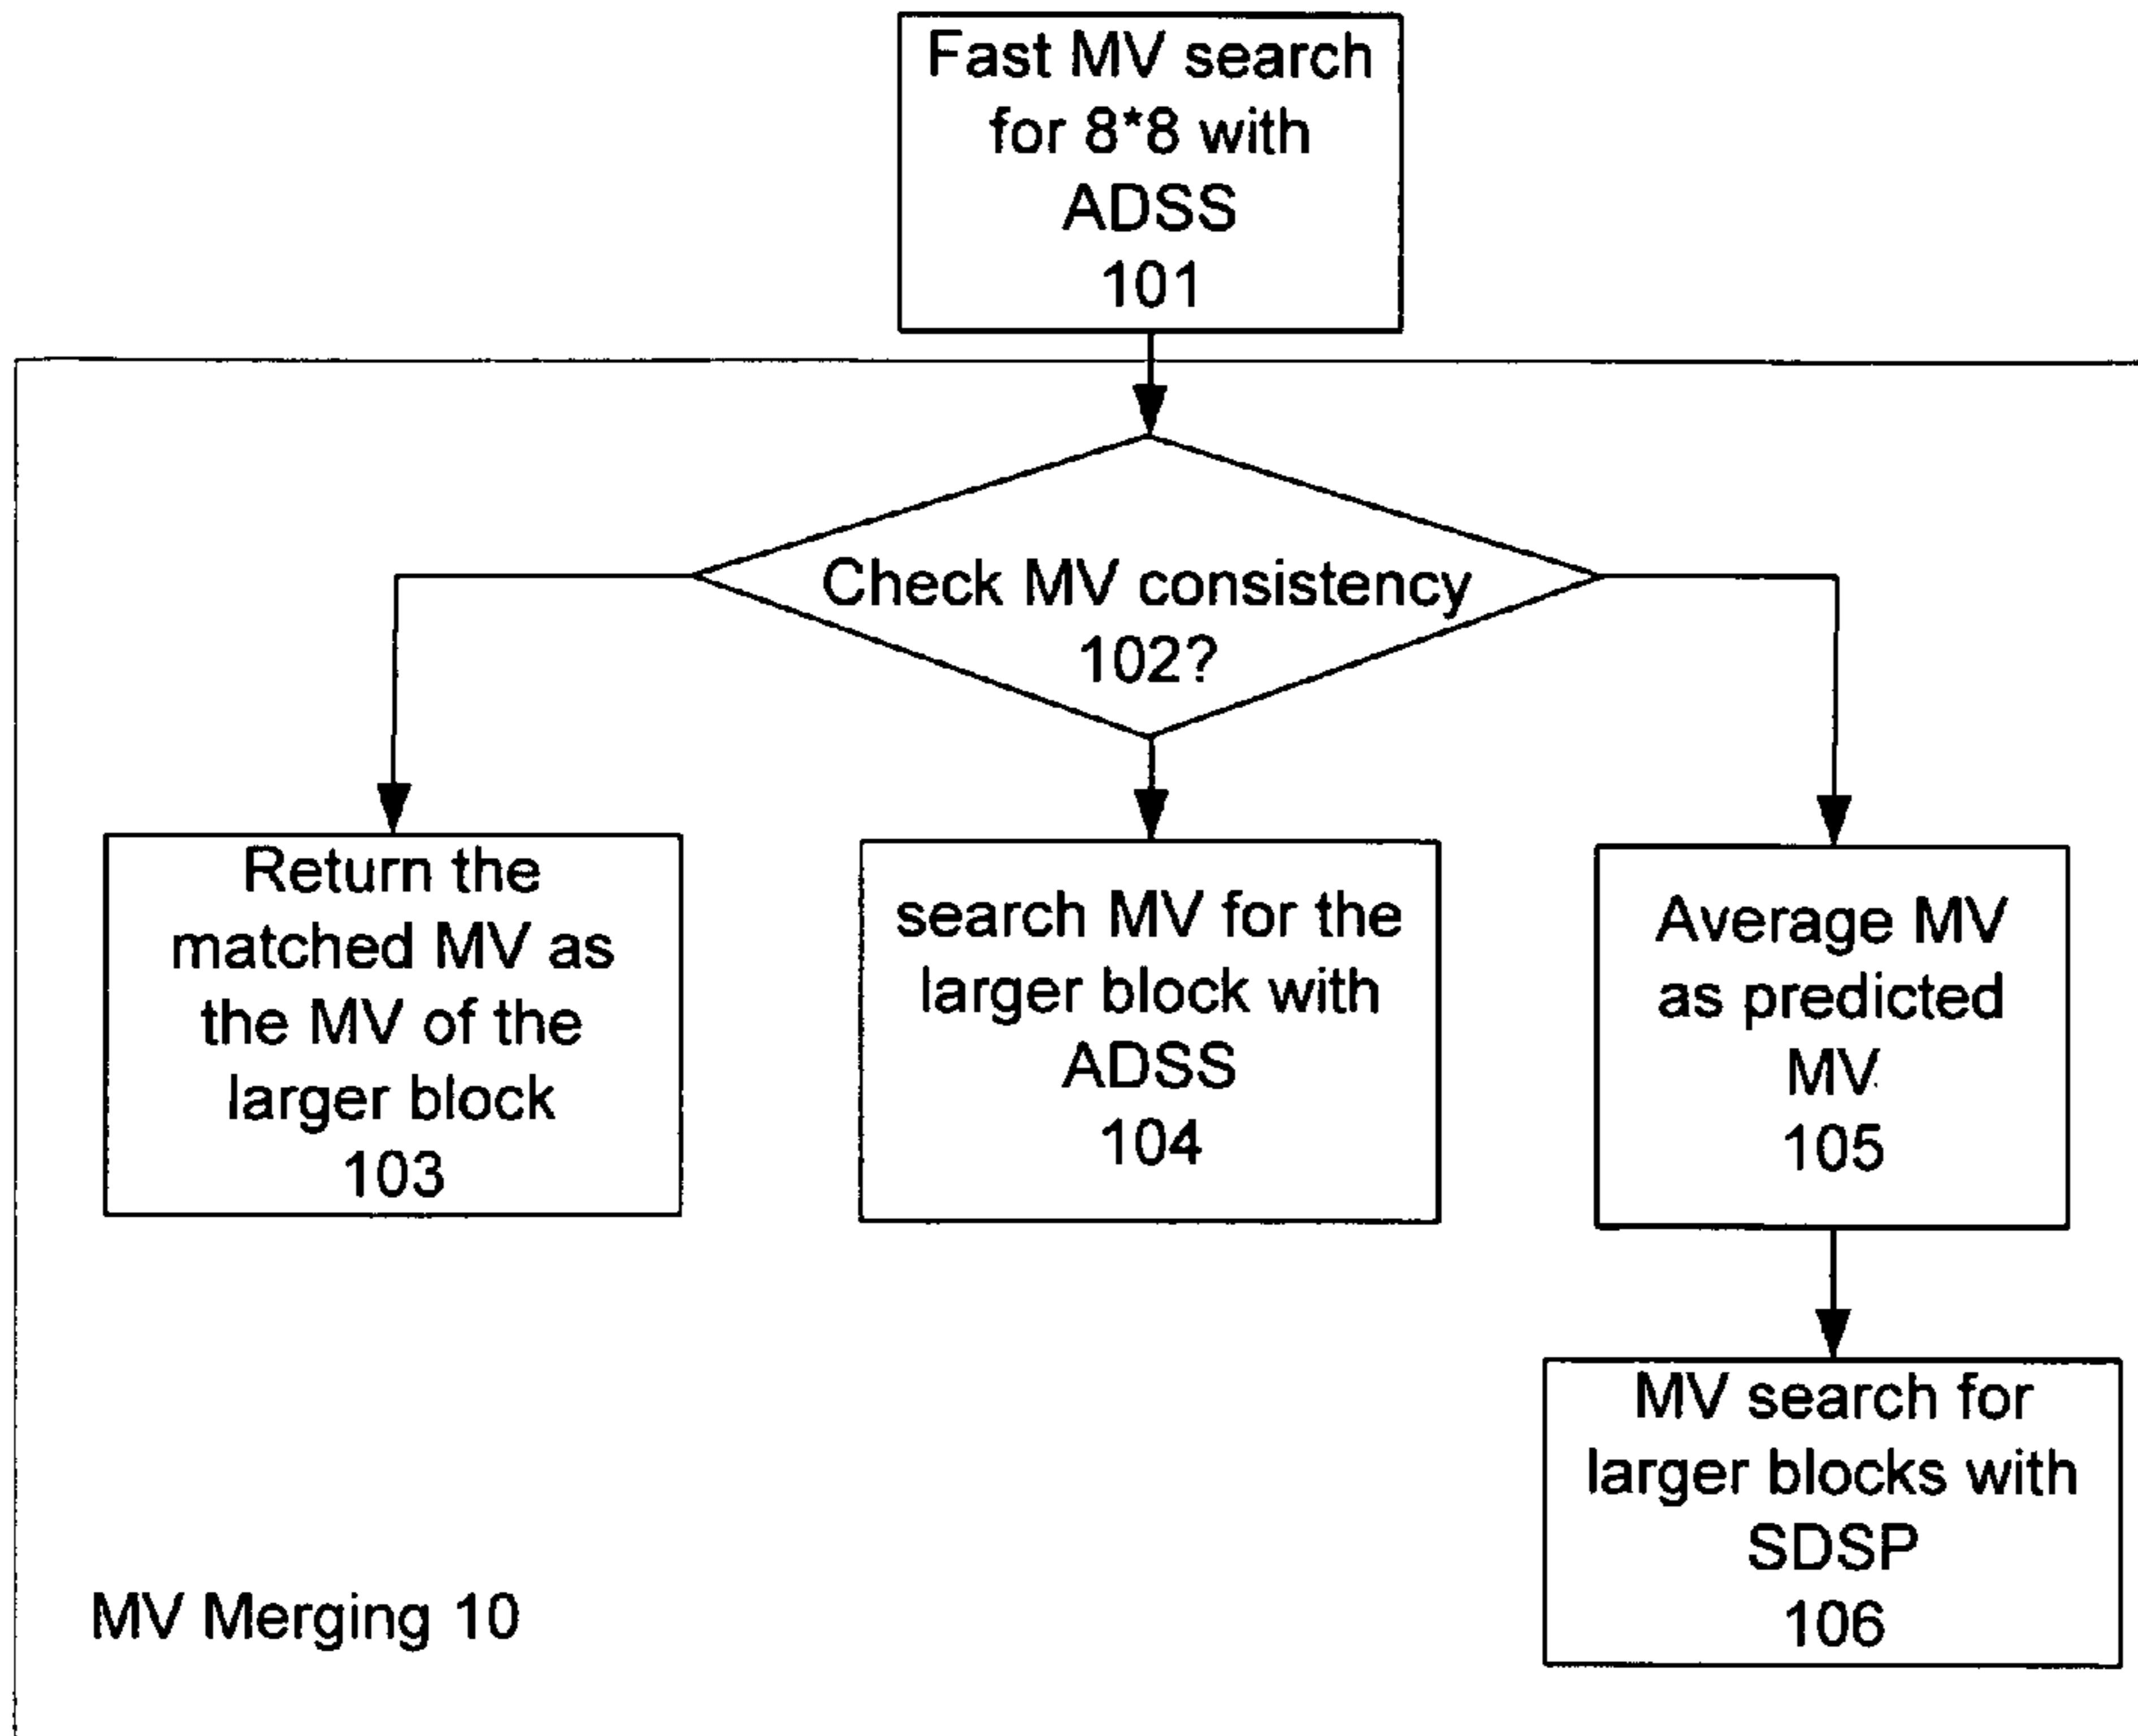 Fast MV search
for 8*8 with
ADSS
101
Check MV consistency
102?
Return the
matched MV as
the MV of the
larger block
103
search MV for the
larger block with
ADSS
104
Average MV
as predicted
MV
105
MV search for
larger blocks with
SDSP
106
MV Merging 10